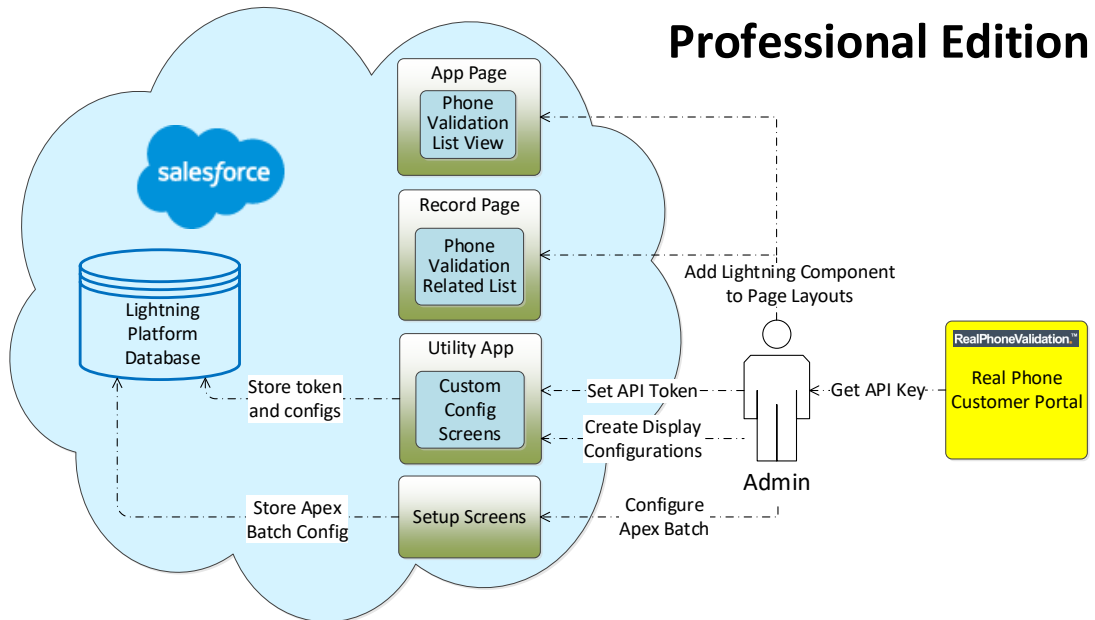 Professional Edition
App Page
Phone
Validation
List View
salesforce
Record Page
Phone
Validation
Related List
Add Lightning Component
to Page Layouts
Lightning
Platform
Database
Utility App
Custom
Config
Screens
Store token
and configs
Set API Token
Create Display
Configurations
Get API Key
RealPhoneValidation.™
Real Phone
Customer Portal
Admin
Setup Screens
Store Apex
Batch Config
Configure
Apex Batch